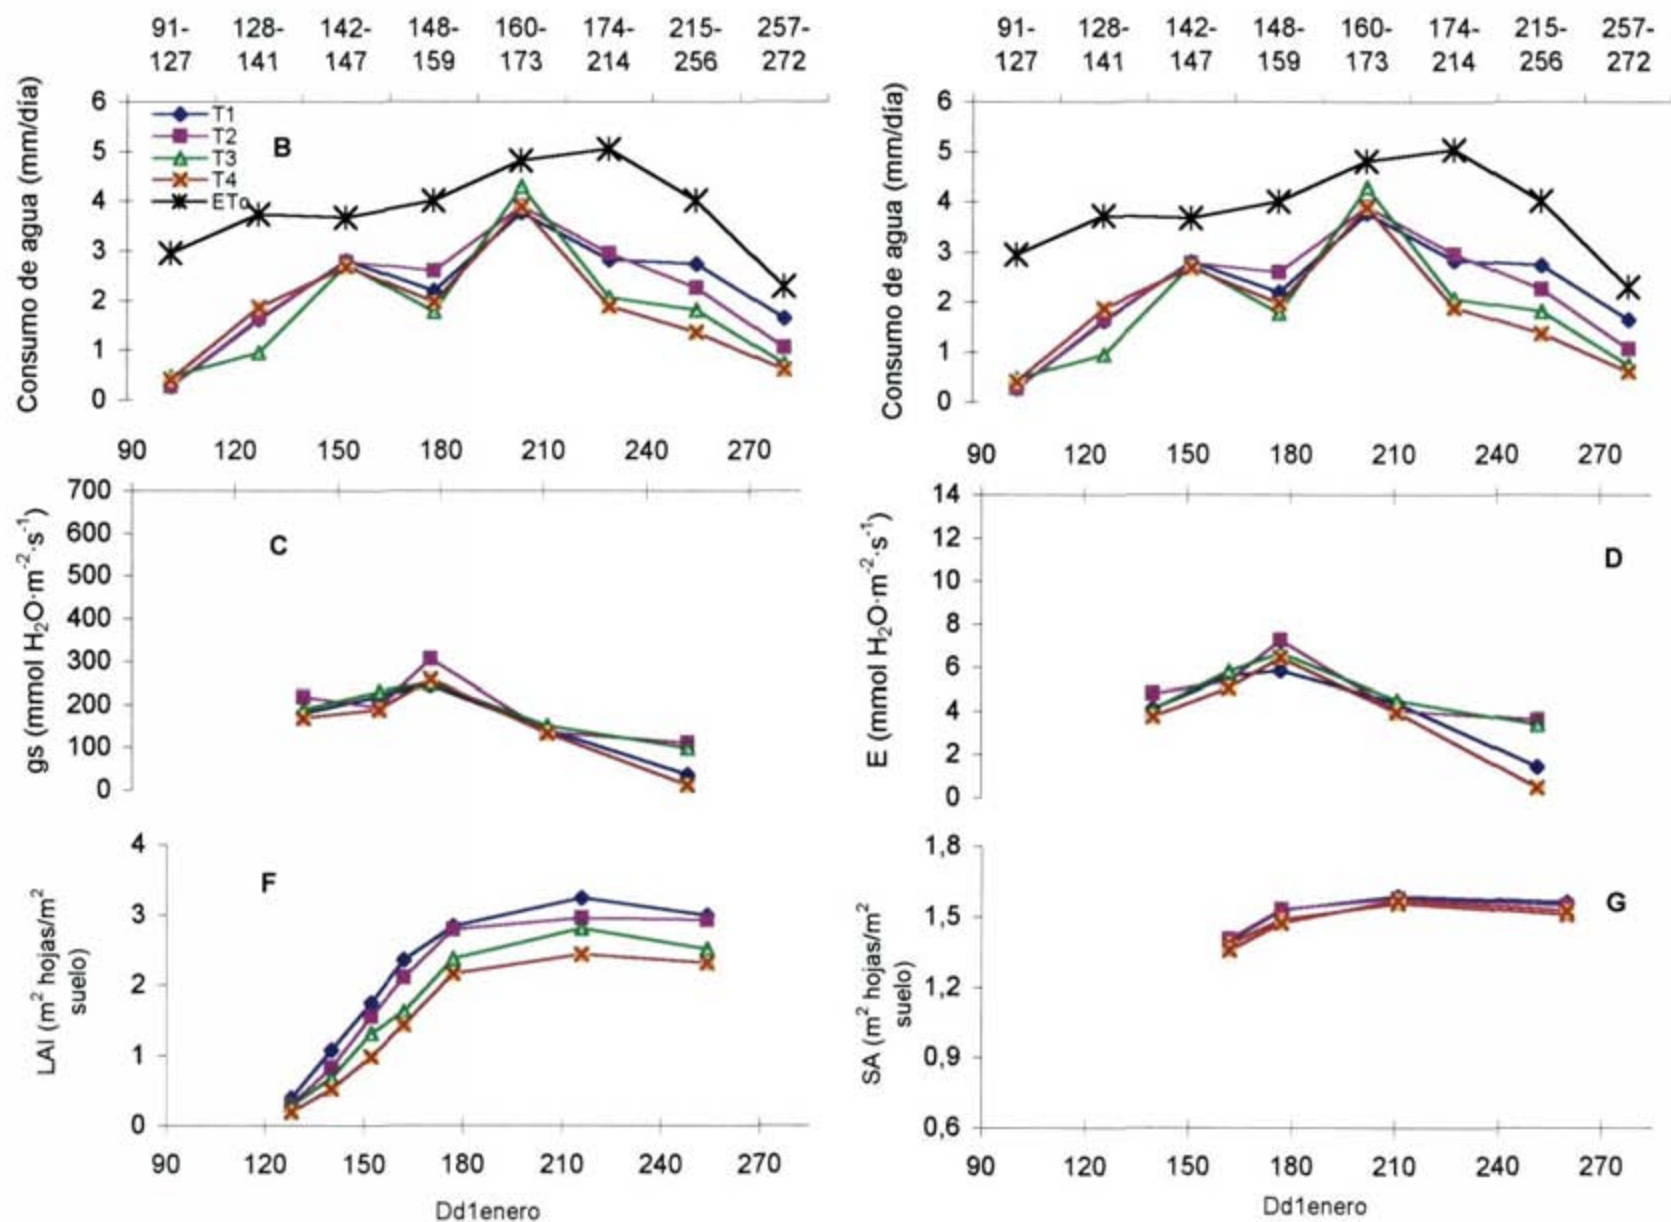 91- 128- 142- 148- 160- 174- 215- 257-
127 141 147 159 173 214 256 272
Consumo de agua (mm/día)
6
5
4
3
2
1
0
T1
T2
T3
T4
ETo
B
91- 128- 142- 148- 160- 174- 215- 257-
127 141 147 159 173 214 256 272
Consumo de agua (mm/día)
6
5
4
3
2
1
0
90 120 150 180 210 240 270
gs (mmol H₂O·m⁻²·s⁻¹)
700
600
500
400
300
200
100
0
C
90 120 150 180 210 240 270
E (mmol H₂O·m⁻²·s⁻¹)
14
12
10
8
6
4
2
0
D
LAI (m² hojas/m²
suelo)
4
3
2
1
0
F
90 120 150 180 210 240 270
Dd1enero
SA (m² hojas/m²
suelo)
1,8
1,5
1,2
0,9
0,6
G
90 120 150 180 210 240 270
Dd1enero